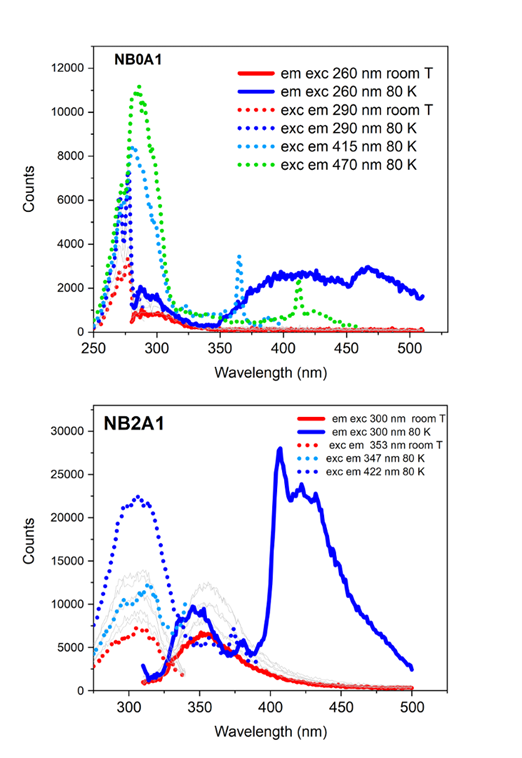 NB0A1
em exc 260 nm room T
em exc 260 nm 80 K
exc em 290 nm room T
exc em 290 nm 80 K
exc em 415 nm 80 K
exc em 470 nm 80 K
12000
10000
8000
6000
4000
2000
0
Counts
250 300 350 400 450 500
Wavelength (nm)
NB2A1
em exc 300 nm room T
em exc 300 nm 80 K
exc em 353 nm room T
exc em 347 nm 80 K
exc em 422 nm 80 K
30000
25000
20000
15000
10000
5000
0
Counts
300 350 400 450 500
Wavelength (nm)